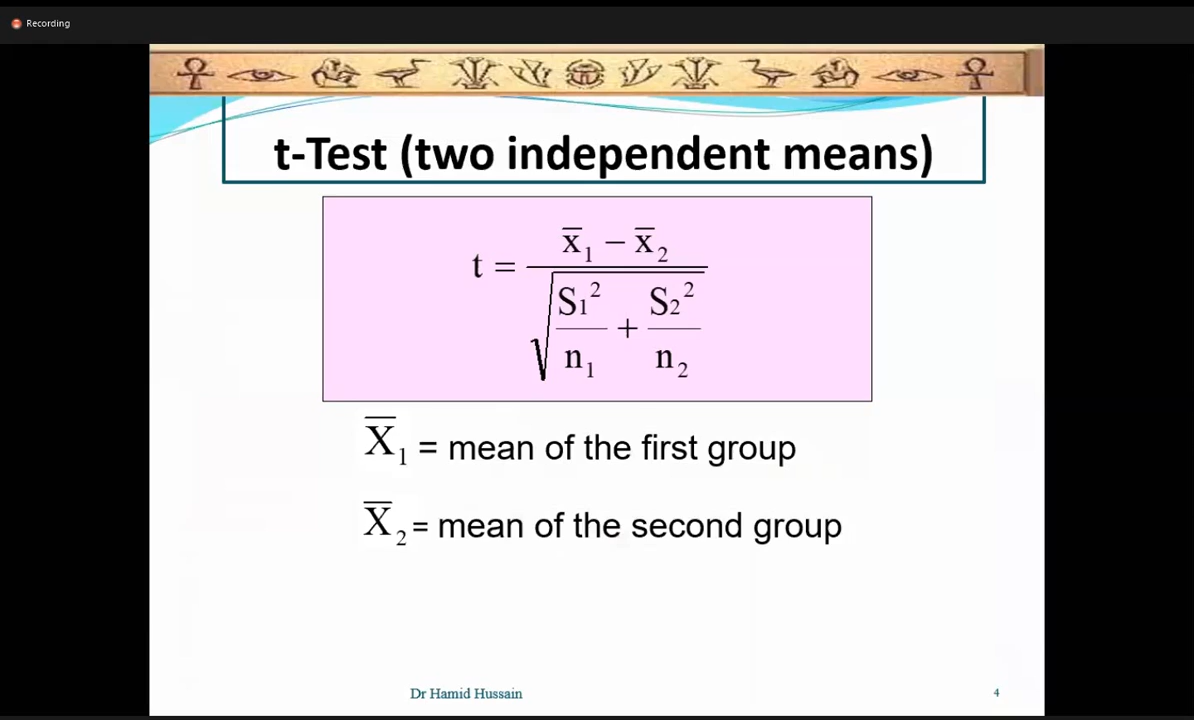 Recording
t-Test (two independent means)
t = x̄₁ − x̄₂
√ S₁² / n₁ + S₂² / n₂
X̄₁ = mean of the first group
X̄₂ = mean of the second group
Dr Hamid Hussain
4